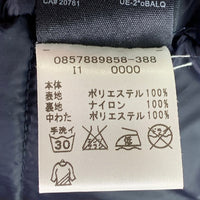 CA# 20781 UE-2*oBALQ
0857889858-388
11 0000
本体
表地 ポリエステル 100%
裏地 ナイロン 100%
中わた ポリエステル 100%
手洗イ
30